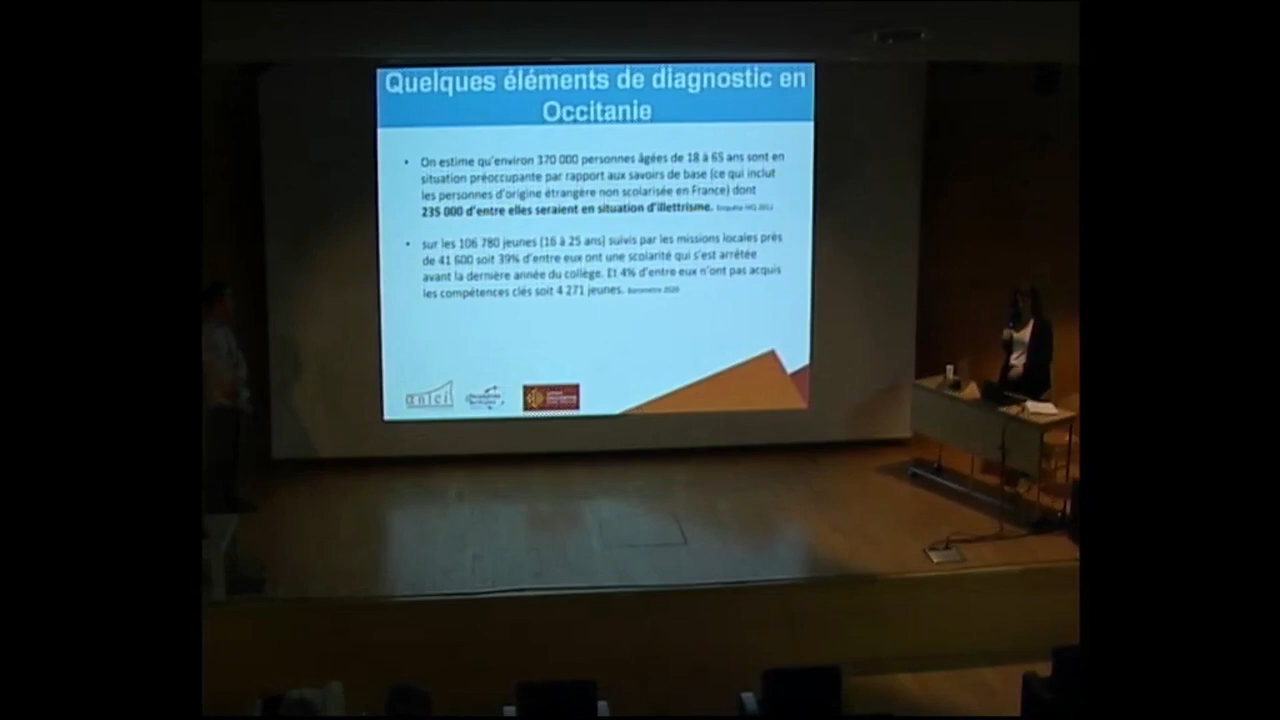 Quelques éléments de diagnostic en
Occitanie
• On estime qu'environ 370 000 personnes âgées de 18 à 65 ans sont en
situation préoccupante par rapport aux savoirs de base (ce qui inclut
les personnes d'origine étrangère non scolarisée en France) dont
235 000 d'entre elles seraient en situation d'illettrisme. Enquête IVQ
• sur les 106 780 jeunes (16 à 25 ans) suivis par les missions locales près
de 41 600 soit 39% d'entre eux ont une scolarité qui s'est arrêtée
avant la dernière année du collège. Et 4% d'entre eux n'ont pas acquis
les compétences clés soit 4 271 jeunes. Baromètre 2020